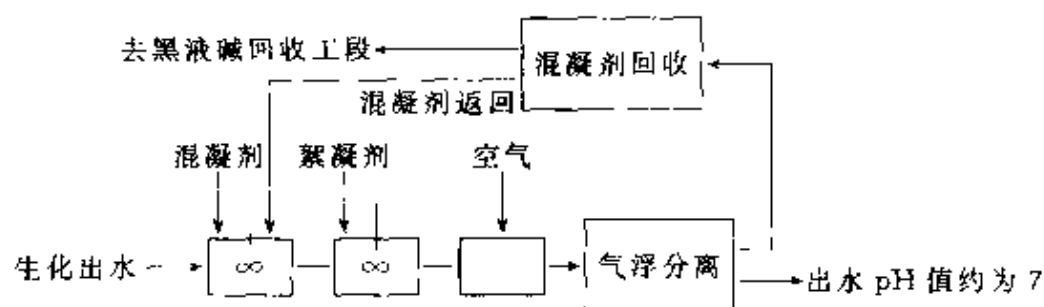 去黑液碱回收工段
混凝剂回收
混凝剂返回
混凝剂
絮凝剂
空气
生化出水
∞
∞
气浮分离
出水 pH 值约为 7